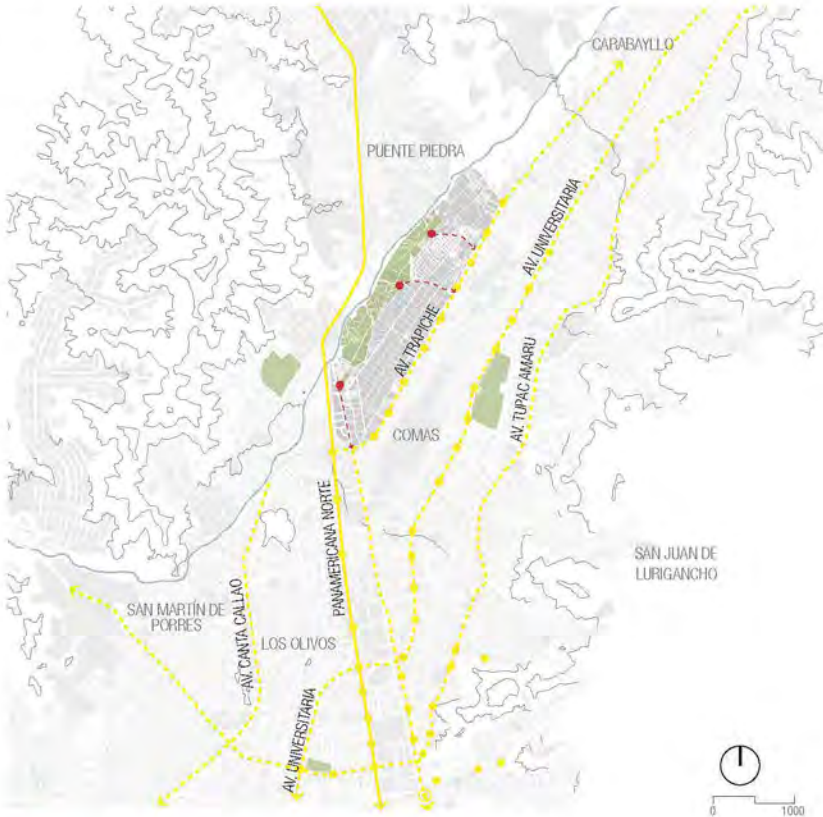 CARABAYLLO
PUENTE PIEDRA
AV. UNIVERSITARIA
AV. TRAPICHE
AV. TUPAC AMARU
COMAS
PANAMERICANA NORTE
SAN JUAN DE
LURIGANCHO
SAN MARTÍN DE
PORRES
AV. CANTA CALLAO
LOS OLIVOS
AV. UNIVERSITARIA
0 1000